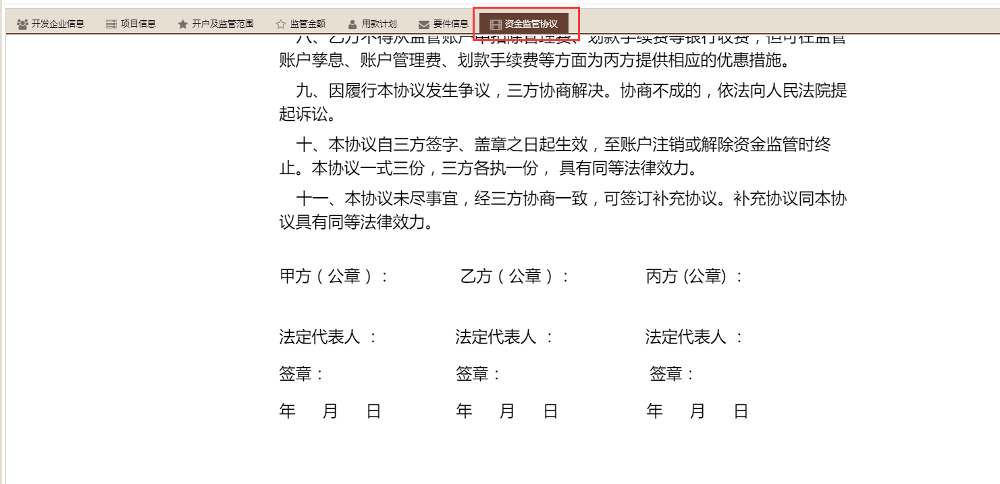 开发企业信息 项目信息 开户及监管范围 监管金额 用款计划 要件信息 资金监管协议
八、乙方不得从监管账户中扣除管理费、划款手续费等银行收费，但可在监管
账户孳息、账户管理费、划款手续费等方面为丙方提供相应的优惠措施。
九、因履行本协议发生争议，三方协商解决。协商不成的，依法向人民法院提
起诉讼。
十、本协议自三方签字、盖章之日起生效，至账户注销或解除资金监管时终
止。本协议一式三份，三方各执一份， 具有同等法律效力。
十一、本协议未尽事宜，经三方协商一致，可签订补充协议。补充协议同本协
议具有同等法律效力。
甲方（公章）： 乙方（公章）： 丙方 (公章) ：
法定代表人 ： 法定代表人 ： 法定代表人 ：
签章： 签章： 签章：
年 月 日 年 月 日 年 月 日